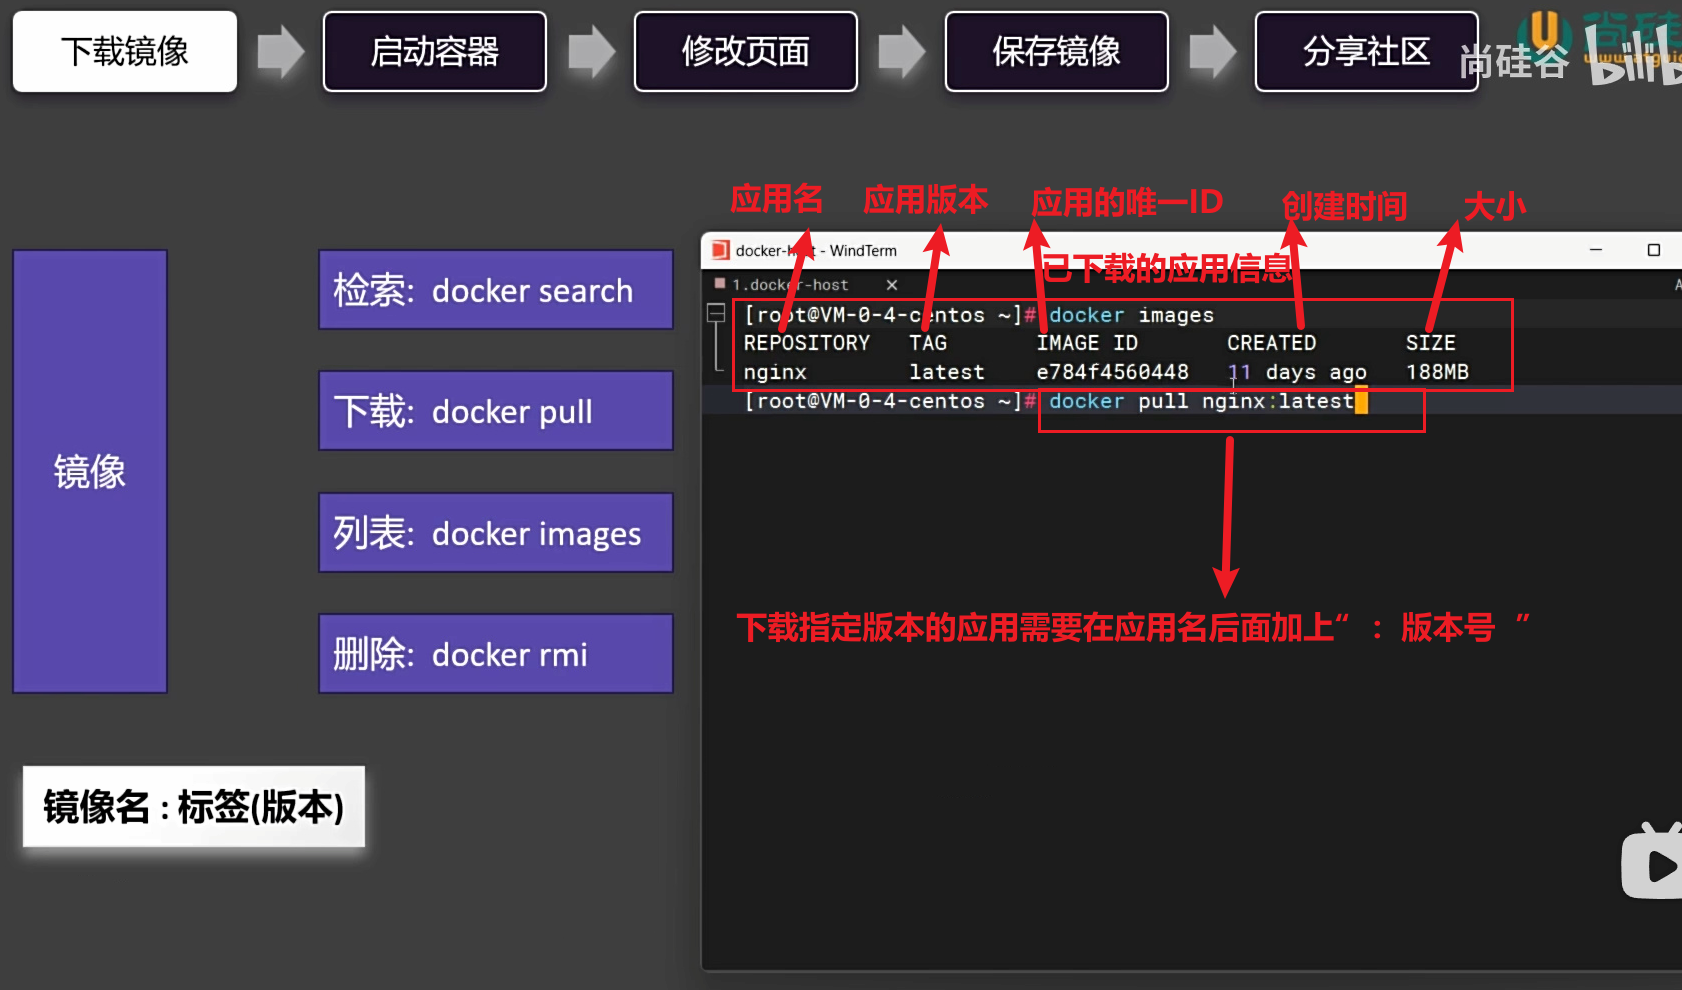 下载镜像
启动容器
修改页面
保存镜像
分享社区
尚硅谷
应用名
应用版本
应用的唯一ID
创建时间
大小
docker-host - WindTerm
已下载的应用信息
1.docker-host
[root@VM-0-4-centos ~]# docker images
REPOSITORY TAG IMAGE ID CREATED SIZE
nginx latest e784f4560448 11 days ago 188MB
[root@VM-0-4-centos ~]# docker pull nginx:latest
下载指定版本的应用需要在应用名后面加上“ : 版本号 ”
镜像
检索: docker search
下载: docker pull
列表: docker images
删除: docker rmi
镜像名 : 标签(版本)